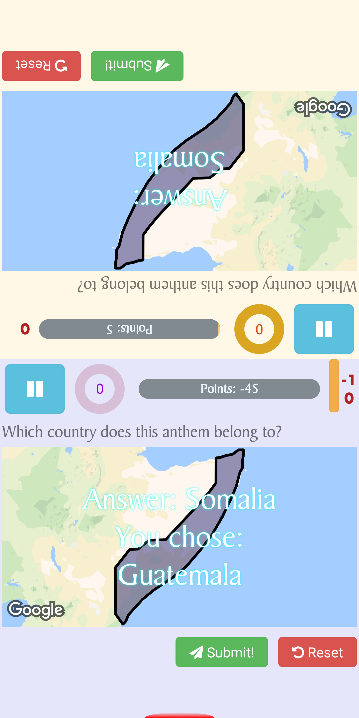 Reset
Submit!
Google
Answer:
Somalia
Which country does this anthem belong to?
0
Points: 5
0
0
Points: -45
-1
0
Which country does this anthem belong to?
Answer: Somalia
You chose:
Guatemala
Google
Submit!
Reset